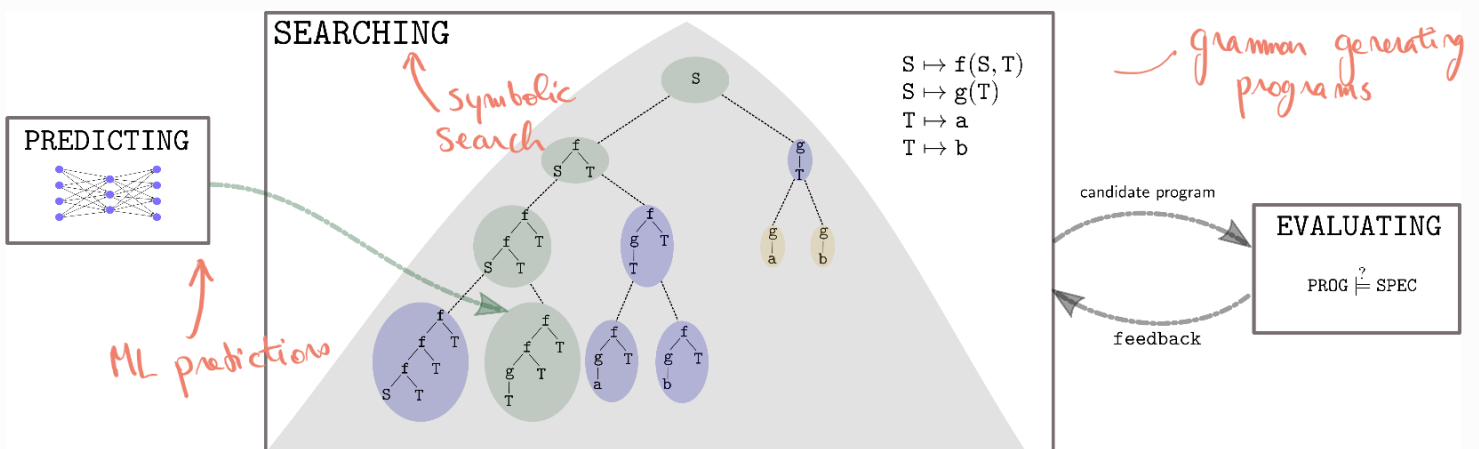 SEARCHING
symbolic
search
PREDICTING
ML predictions
S ↦ f(S, T)
S ↦ g(T)
T ↦ a
T ↦ b
grammar generating
programs
S
f
S T
g
T
f
f T
S T
f
g T
T
g
a
g
b
f
f T
f T
S T
f
f T
g T
T
f
g T
a
f
g T
b
candidate program
feedback
EVALUATING
PROG ⊨? SPEC